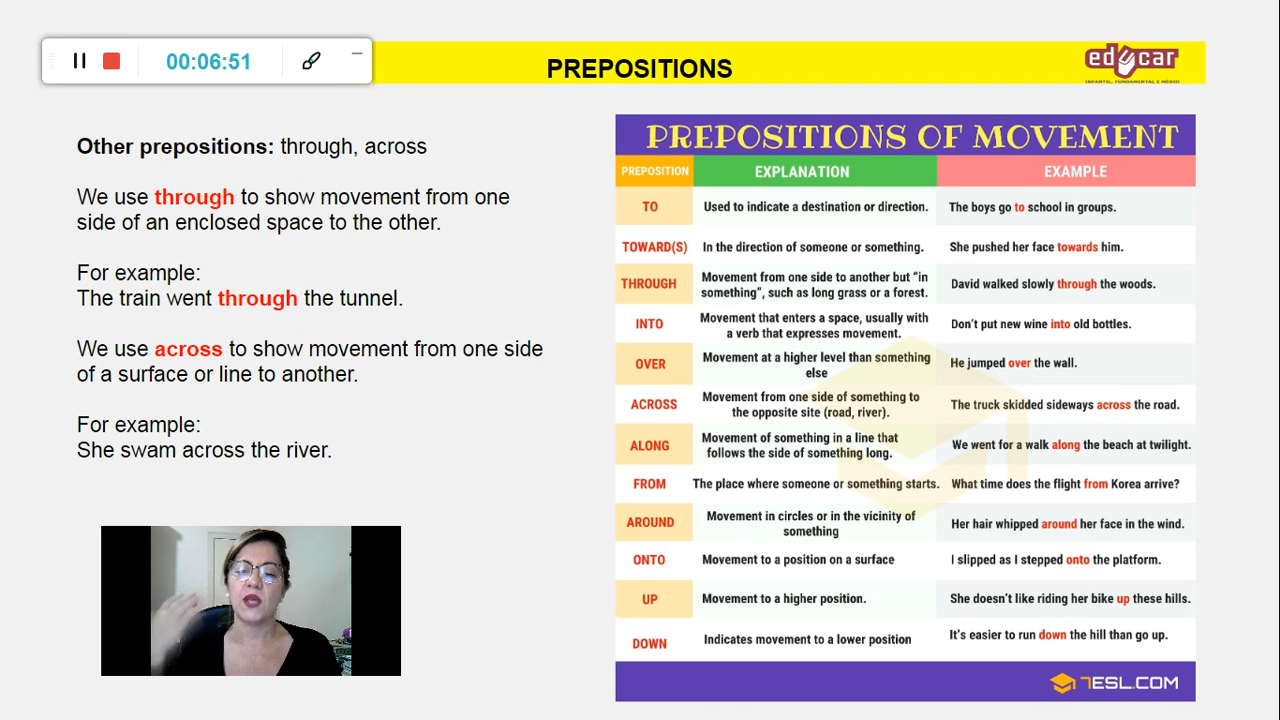 00:06:51
PREPOSITIONS
educar
INFANTIL, FUNDAMENTAL E MÉDIO
Other prepositions: through, across
We use through to show movement from one
side of an enclosed space to the other.
For example:
The train went through the tunnel.
We use across to show movement from one side
of a surface or line to another.
For example:
She swam across the river.
PREPOSITIONS OF MOVEMENT
PREPOSITION EXPLANATION EXAMPLE
TO Used to indicate a destination or direction. The boys go to school in groups.
TOWARD(S) In the direction of someone or something. She pushed her face towards him.
THROUGH Movement from one side to another but “in
something”, such as long grass or a forest. David walked slowly through the woods.
INTO Movement that enters a space, usually with
a verb that expresses movement. Don’t put new wine into old bottles.
OVER Movement at a higher level than something
else He jumped over the wall.
ACROSS Movement from one side of something to
the opposite site (road, river). The truck skidded sideways across the road.
ALONG Movement of something in a line that
follows the side of something long. We went for a walk along the beach at twilight.
FROM The place where someone or something starts. What time does the flight from Korea arrive?
AROUND Movement in circles or in the vicinity of
something Her hair whipped around her face in the wind.
ONTO Movement to a position on a surface I slipped as I stepped onto the platform.
UP Movement to a higher position. She doesn’t like riding her bike up these hills.
DOWN Indicates movement to a lower position It’s easier to run down the hill than go up.
7ESL.COM